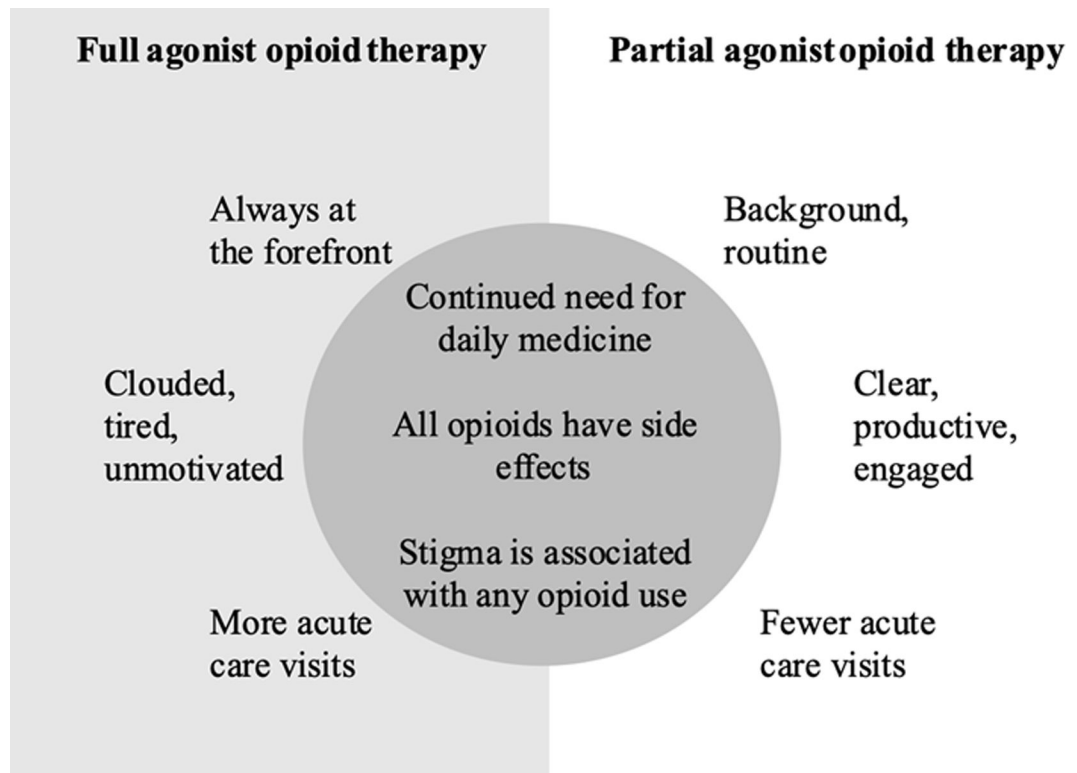 Full agonist opioid therapy
Partial agonist opioid therapy
Always at
the forefront
Background,
routine
Continued need for
daily medicine
Clouded,
tired,
unmotivated
All opioids have side
effects
Clear,
productive,
engaged
Stigma is associated
with any opioid use
More acute
care visits
Fewer acute
care visits